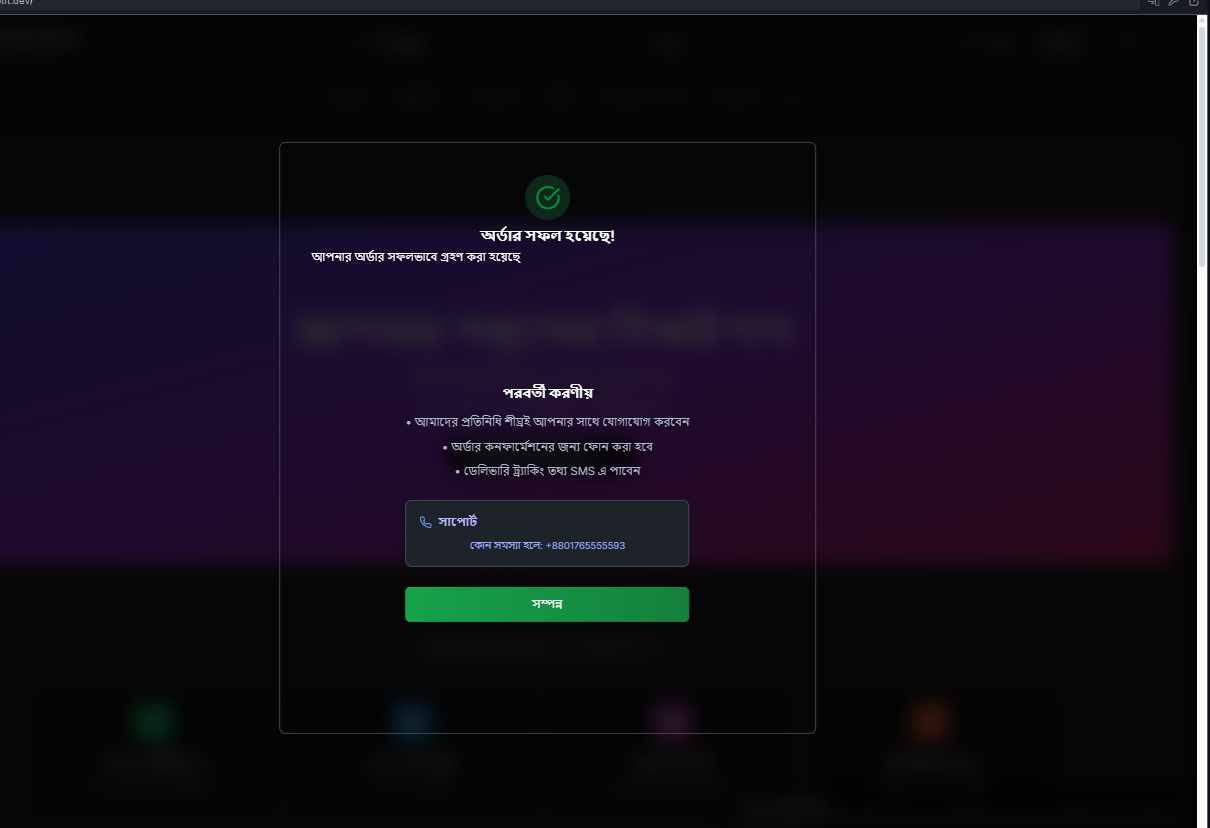 অর্ডার সফল হয়েছে!
আপনার অর্ডার সফলভাবে গ্রহণ করা হয়েছে
পরবর্তী করণীয়
• আমাদের প্রতিনিধি শীঘ্রই আপনার সাথে যোগাযোগ করবেন
• অর্ডার কনফার্মেশনের জন্য ফোন করা হবে
• ডেলিভারি ট্র্যাকিং তথ্য SMS এ পাবেন
সাপোর্ট
কোন সমস্যা হলে: +8801765555593
সম্পন্ন